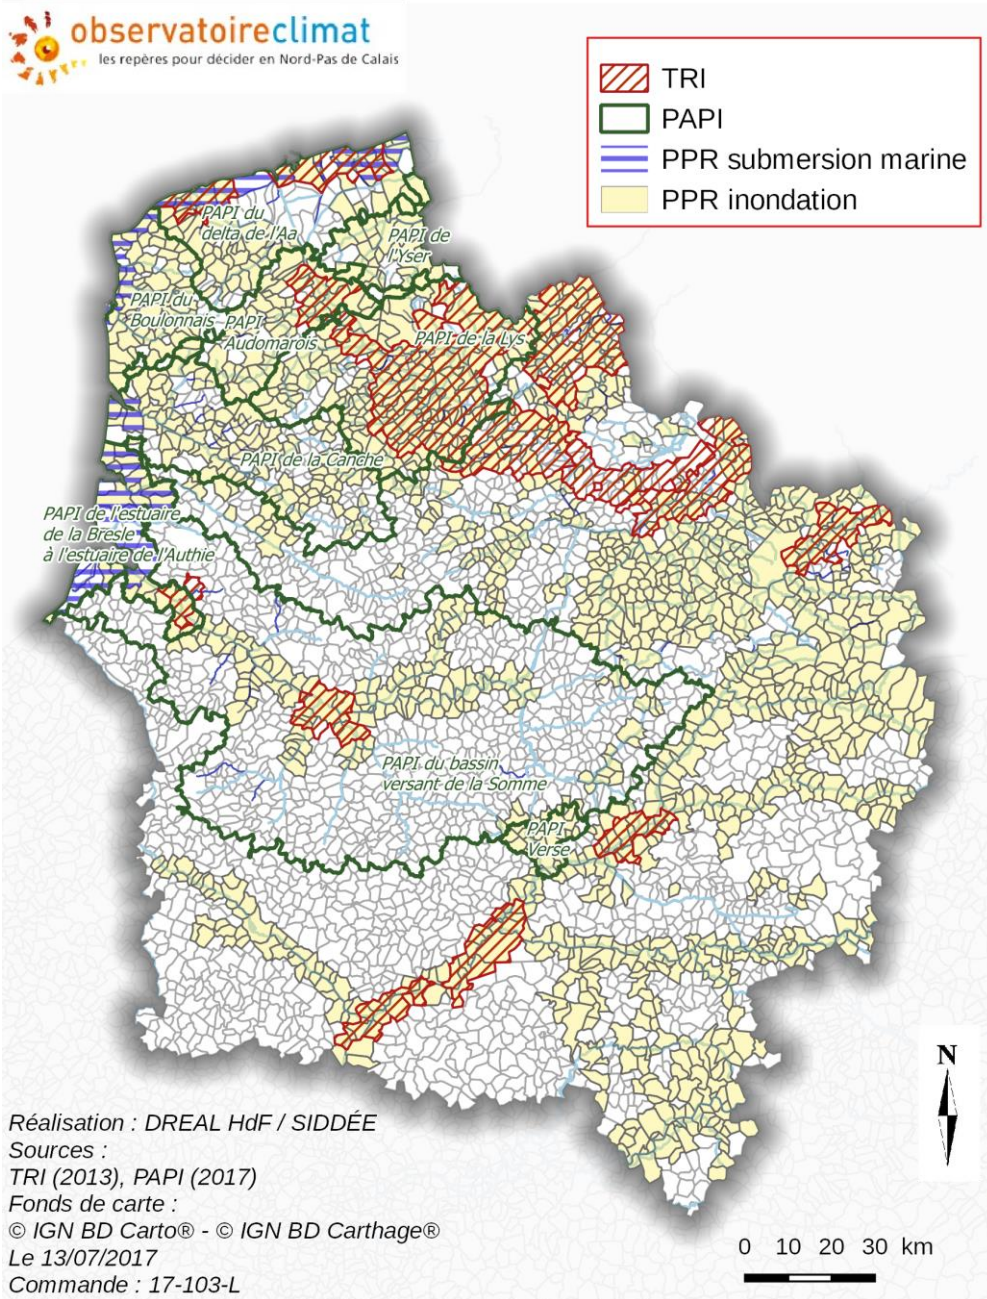 observatoireclimat
les repères pour décider en Nord-Pas de Calais
TRI
PAPI
PPR submersion marine
PPR inondation
PAPI du
delta de l'Aa
PAPI de
l'Yser
PAPI du
Boulonnais
PAPI
Audomarois
PAPI de la Lys
PAPI de la Canche
PAPI de l'estuaire
de la Bresle
à l'estuaire de l'Authie
PAPI du bassin
versant de la Somme
PAPI
Verse
N
Réalisation : DREAL HdF / SIDDÉE
Sources :
TRI (2013), PAPI (2017)
Fonds de carte :
© IGN BD Carto® - © IGN BD Carthage®
Le 13/07/2017
Commande : 17-103-L
0 10 20 30 km